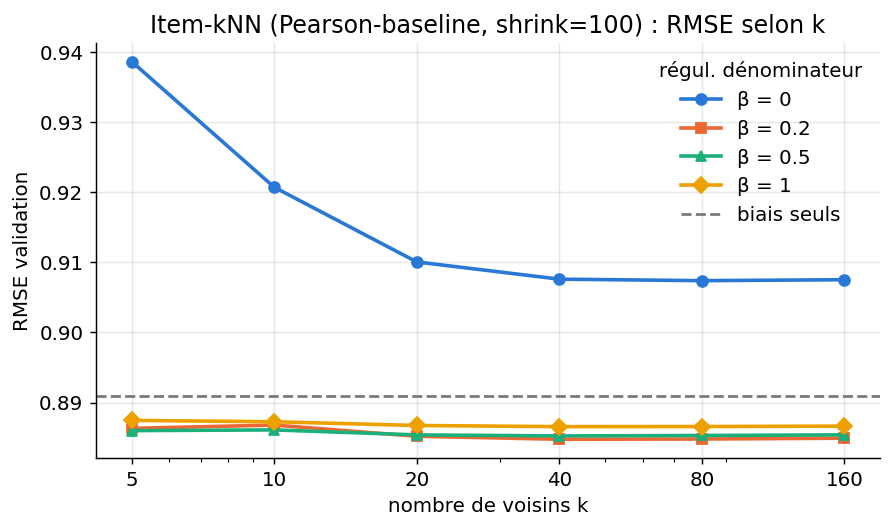 Item-kNN (Pearson-baseline, shrink=100) : RMSE selon k
0.94
0.93
0.92
0.91
0.90
0.89
RMSE validation
régul. dénominateur
β = 0
β = 0.2
β = 0.5
β = 1
biais seuls
5
10
20
40
80
160
nombre de voisins k